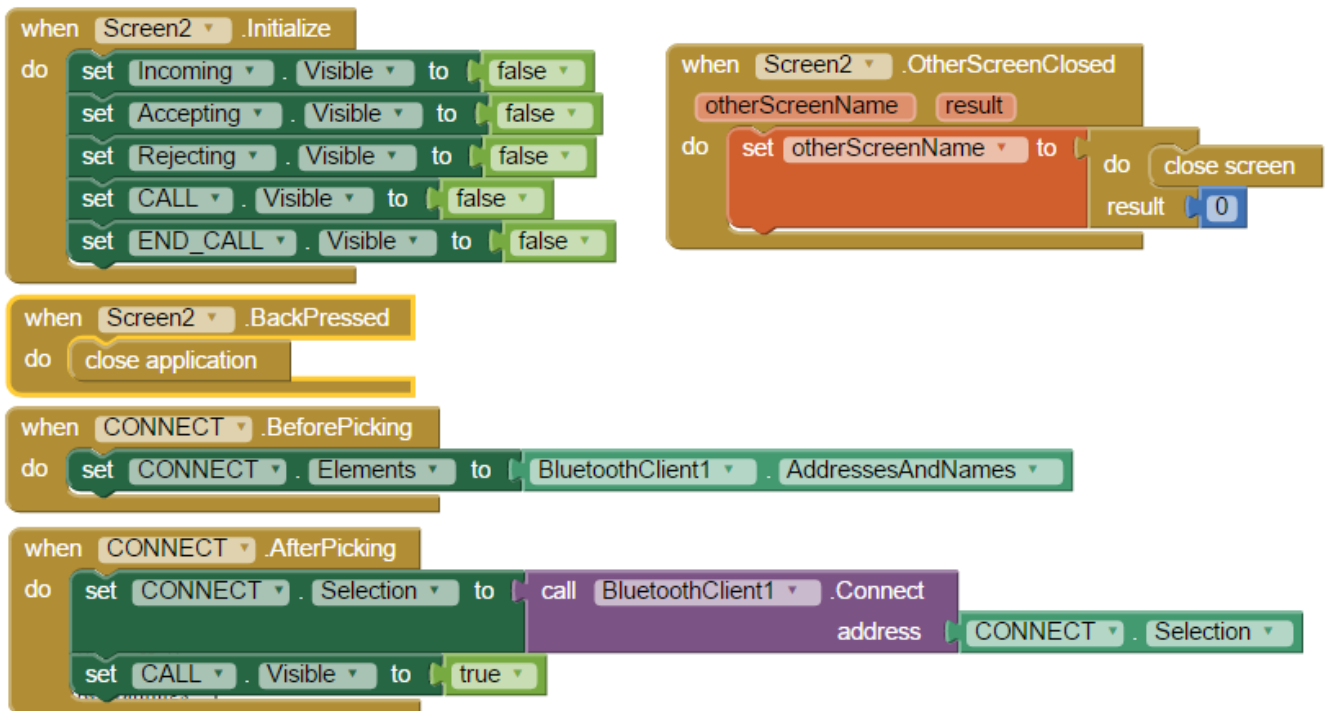 when Screen2 .Initialize
do set Incoming . Visible to false
set Accepting . Visible to false
set Rejecting . Visible to false
set CALL . Visible to false
set END_CALL . Visible to false
when Screen2 .OtherScreenClosed
otherScreenName result
do set otherScreenName to do close screen
result 0
when Screen2 .BackPressed
do close application
when CONNECT .BeforePicking
do set CONNECT . Elements to BluetoothClient1 . AddressesAndNames
when CONNECT .AfterPicking
do set CONNECT . Selection to call BluetoothClient1 .Connect
address CONNECT . Selection
set CALL . Visible to true